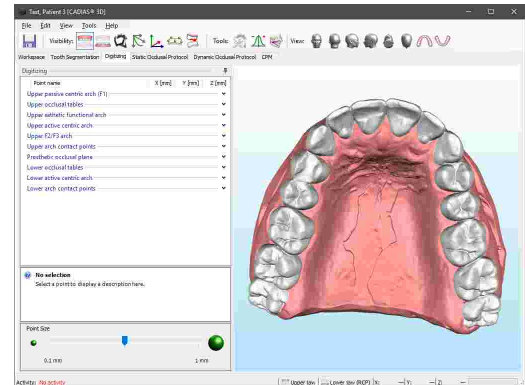 Test, Patient 3 [CADIAS® 3D]
File Edit View Tools Help
Visibility: Tools: View:
Workspace Tooth Segmentation Digitizing Static Occlusal Protocol Dynamic Occlusal Protocol CPM
Digitizing
Point name X [mm] Y [mm] Z [mm]
Upper passive centric arch (F1)
Upper occlusal tables
Upper esthetic functional arch
Upper active centric arch
Upper F2/F3 arch
Upper arch contact points
Prosthetic occlusal plane
Lower occlusal tables
Lower active centric arch
Lower arch contact points
No selection
Select a point to display a description here.
Point Size
0.1 mm 1 mm
Activity: No activity Upper Jaw Lower Jaw (RCP) X: — Y: — Z: —